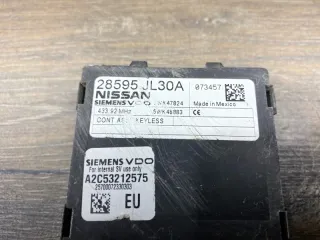 28595 JL30A
NISSAN
073457
SIEMENS VDO
Made in Mexico
433.92 MHz
CONT ASSY KEYLESS
SIEMENS VDO
For internal SV use only
A2C53212575
25700072330303
EU